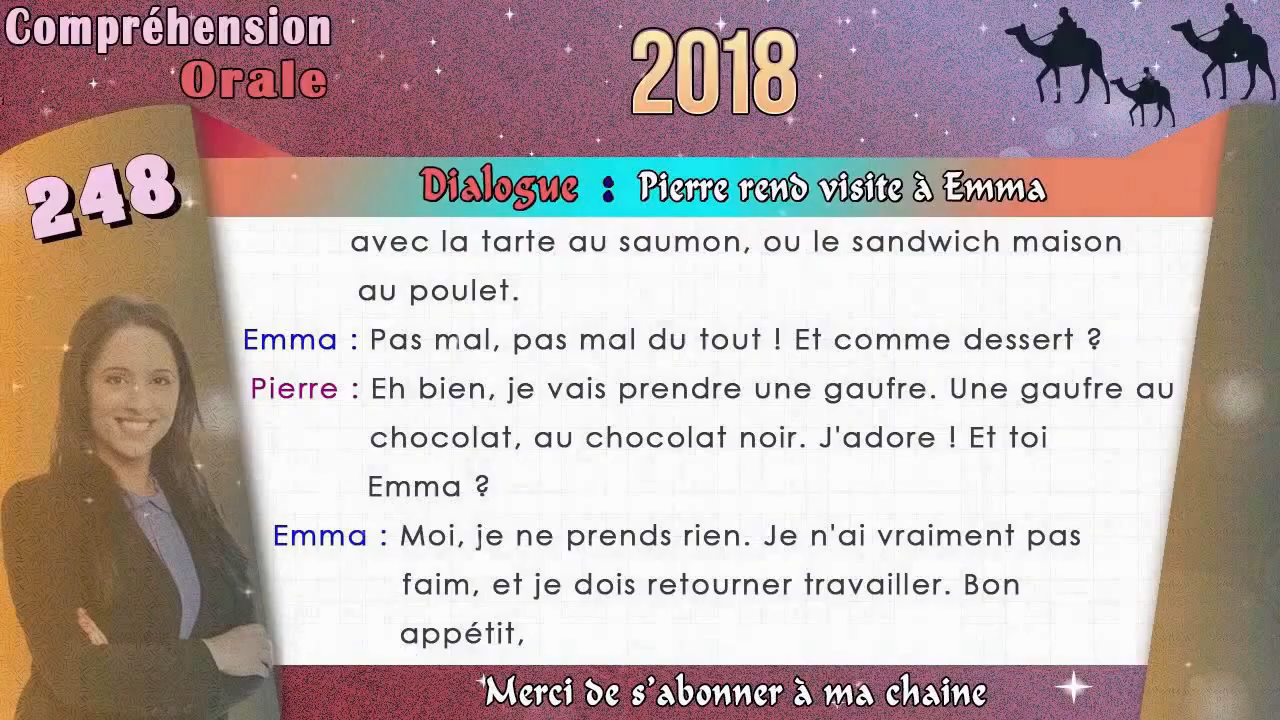 Compréhension
Orale
2018
248
Dialogue : Pierre rend visite à Emma
avec la tarte au saumon, ou le sandwich maison
au poulet.
Emma : Pas mal, pas mal du tout ! Et comme dessert ?
Pierre : Eh bien, je vais prendre une gaufre. Une gaufre au
chocolat, au chocolat noir. J'adore ! Et toi
Emma ?
Emma : Moi, je ne prends rien. Je n'ai vraiment pas
faim, et je dois retourner travailler. Bon
appétit,
Merci de s'abonner à ma chaine